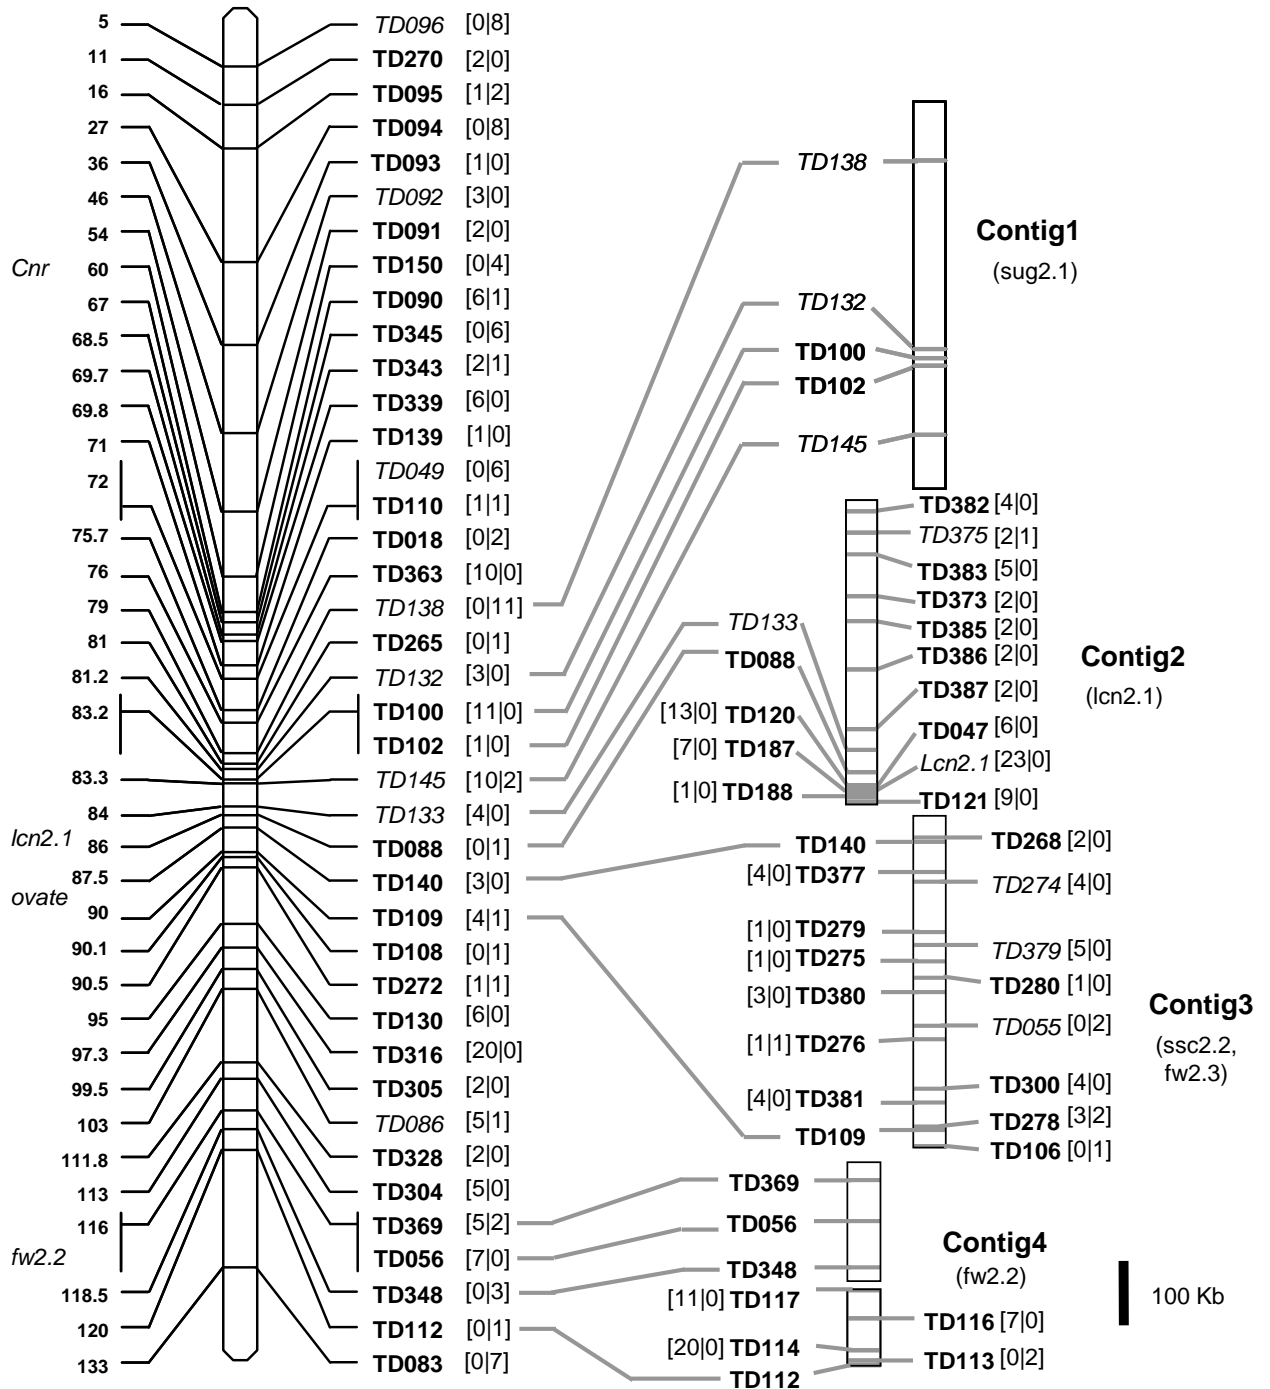 5 TD096 [0|8]
11 TD270 [2|0]
16 TD095 [1|2]
27 TD094 [0|8]
36 TD093 [1|0]
46 TD092 [3|0]
54 TD091 [2|0]
Cnr 60 TD150 [0|4]
67 TD090 [6|1]
68.5 TD345 [0|6]
69.7 TD343 [2|1]
69.8 TD339 [6|0]
71 TD139 [1|0]
72 TD049 [0|6]
TD110 [1|1]
75.7 TD018 [0|2]
76 TD363 [10|0]
79 TD138 [0|11]
81 TD265 [0|1]
81.2 TD132 [3|0]
83.2 TD100 [11|0]
TD102 [1|0]
83.3 TD145 [10|2]
84 TD133 [4|0]
lcn2.1 86 TD088 [0|1]
87.5 TD140 [3|0]
ovate 90 TD109 [4|1]
90.1 TD108 [0|1]
90.5 TD272 [1|1]
95 TD130 [6|0]
97.3 TD316 [20|0]
99.5 TD305 [2|0]
103 TD086 [5|1]
111.8 TD328 [2|0]
113 TD304 [5|0]
116 TD369 [5|2]
fw2.2 TD056 [7|0]
118.5 TD348 [0|3]
120 TD112 [0|1]
133 TD083 [0|7]
TD138
TD132
TD100
TD102
TD145
Contig1
(sug2.1)
TD382 [4|0]
TD375 [2|1]
TD383 [5|0]
TD373 [2|0]
TD385 [2|0]
TD386 [2|0]
TD387 [2|0]
TD047 [6|0]
Lcn2.1 [23|0]
TD121 [9|0]
TD133
TD088
[13|0] TD120
[7|0] TD187
[1|0] TD188
Contig2
(lcn2.1)
TD140
[4|0] TD377
[1|0] TD279
[1|0] TD275
[3|0] TD380
[1|1] TD276
[4|0] TD381
TD109
TD268 [2|0]
TD274 [4|0]
TD379 [5|0]
TD280 [1|0]
TD055 [0|2]
TD300 [4|0]
TD278 [3|2]
TD106 [0|1]
Contig3
(ssc2.2,
fw2.3)
TD369
TD056
TD348
[11|0] TD117
[20|0] TD114
TD112
TD116 [7|0]
TD113 [0|2]
Contig4
(fw2.2)
100 Kb